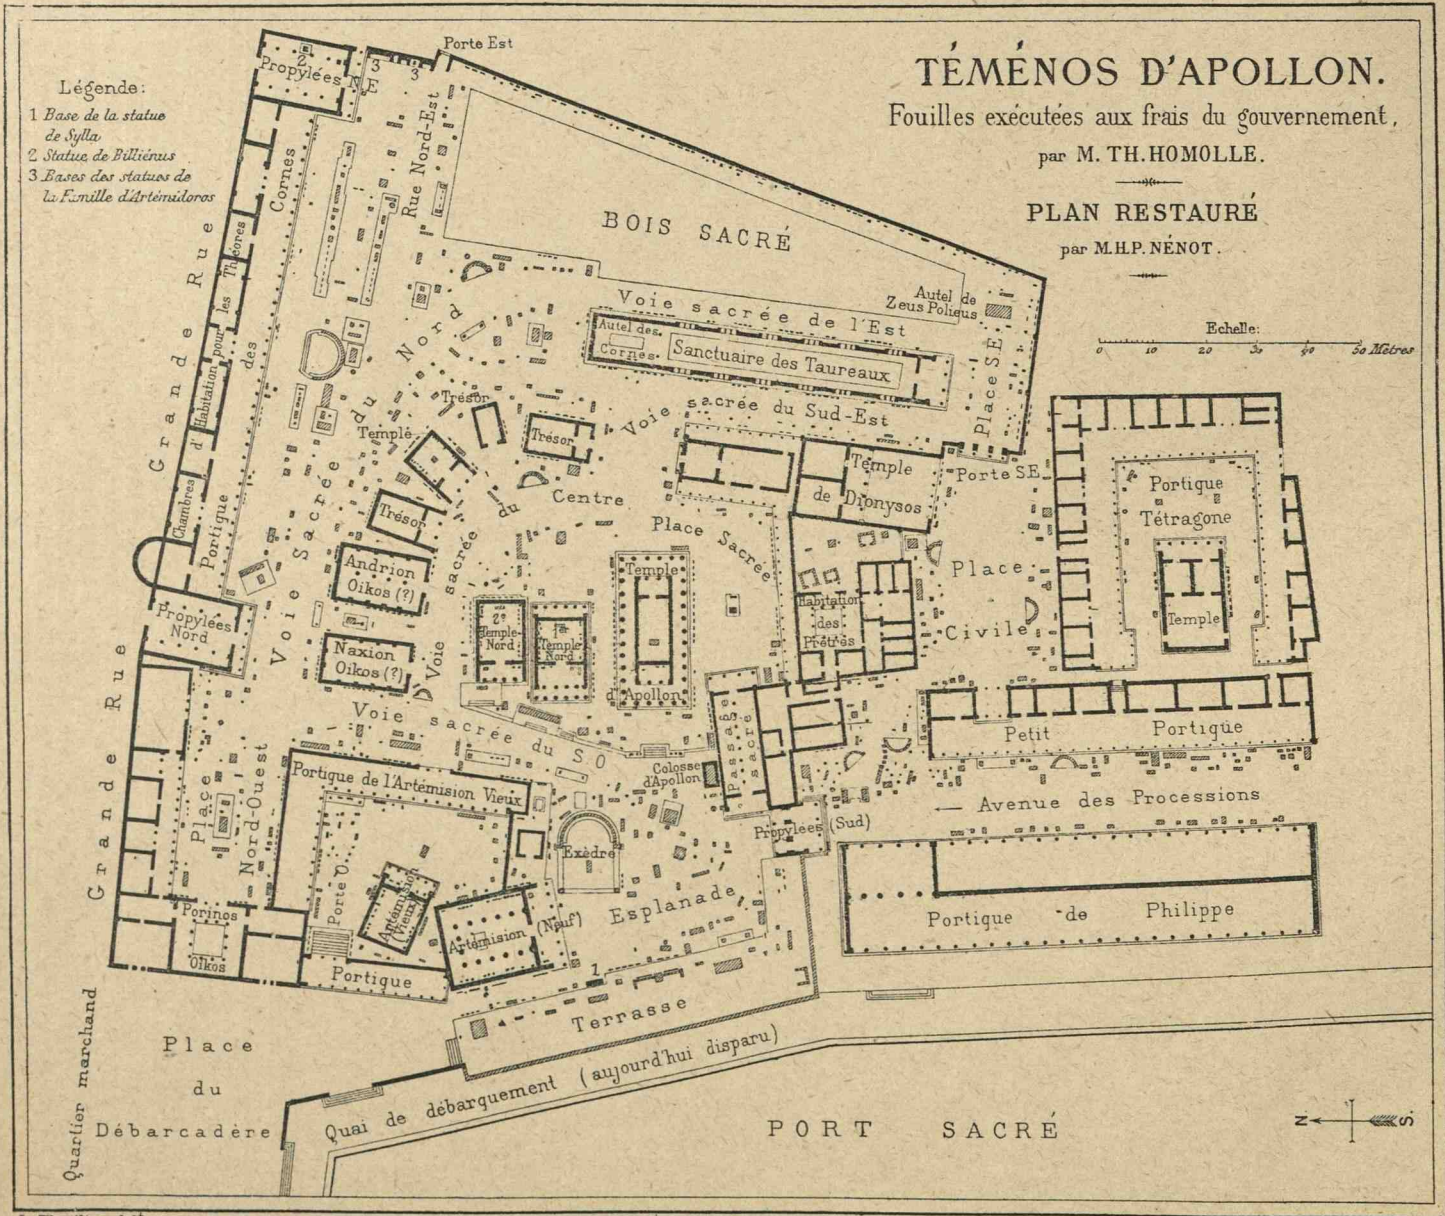 TÉMÉNOS D'APOLLON.
Fouilles exécutées aux frais du gouvernement,
par M. TH. HOMOLLE.
PLAN RESTAURÉ
par M.H.P. NÉNOT.
Echelle:
0 10 20 30 40 50 Mètres
Légende:
1 Base de la statue
de Sylla
2 Statue de Billiénus
3 Bases des statues de
la Famille d'Artémidoros
Porte Est
Propylées N E
2
3
3
Rue Nord-Est
BOIS SACRÉ
Portique des Cornes
Grande Rue
Chambres d'Habitation pour les Théores
Voie sacrée de l'Est
Autel de
Zeus Polieus
Autel des
Cornes
Sanctuaire des Taureaux
Place S E
Voie Sacrée du Nord
Trésor
Temple
Trésor
Voie sacrée du Sud-Est
Porte S.E.
Temple
de Dionysos
Portique
Tétragone
Temple
Trésor
Voie sacrée du Centre
Place Sacrée
Andrion
Oikos (?)
Temple
d'Apollon
Place
Civile
Habitation
des
Prêtres
Propylées
Nord
Naxion
Oikos (?)
2e
Temple
Nord
1er
Temple
Nord
Voie sacrée du S O
Passage
sacré
Petit Portique
Grande Rue
Place
Nord-Ouest
Portique de l'Artémision Vieux
Colosse
d'Apollon
Avenue des Processions
Propylées (Sud)
Exèdre
Porte O.
Artémision
(Vieux)
Artémision (Neuf)
Esplanade
Portique de Philippe
Porinos
Oikos
Portique
1
Terrasse
Quartier marchand
Place
du
Débarcadère
Quai de débarquement (aujourd'hui disparu)
PORT SACRÉ
N
S.